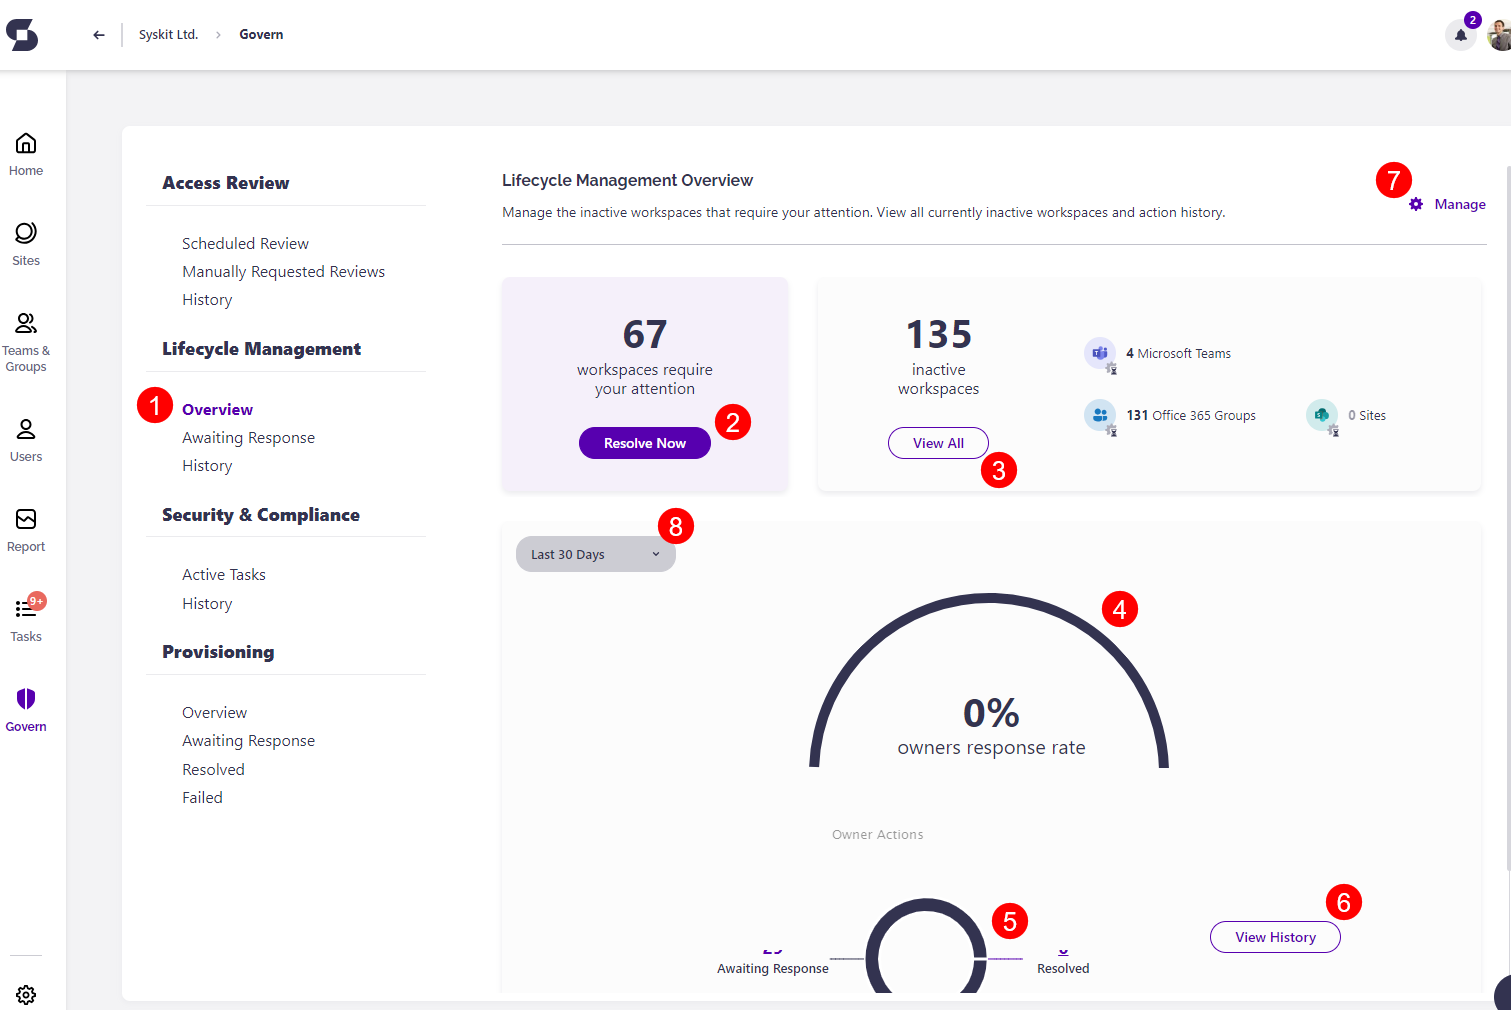 Syskit Ltd. > Govern
2
Home
Sites
Teams &
Groups
Users
Report
9+
Tasks
Govern
Access Review
Scheduled Review
Manually Requested Reviews
History
Lifecycle Management
1
Overview
Awaiting Response
History
Security & Compliance
Active Tasks
History
Provisioning
Overview
Awaiting Response
Resolved
Failed
Lifecycle Management Overview
Manage the inactive workspaces that require your attention. View all currently inactive workspaces and action history.
7
Manage
67
workspaces require
your attention
Resolve Now
2
135
inactive
workspaces
View All
3
4 Microsoft Teams
131 Office 365 Groups
0 Sites
8
Last 30 Days
4
0%
owners response rate
Owner Actions
5
Awaiting Response
Resolved
6
View History